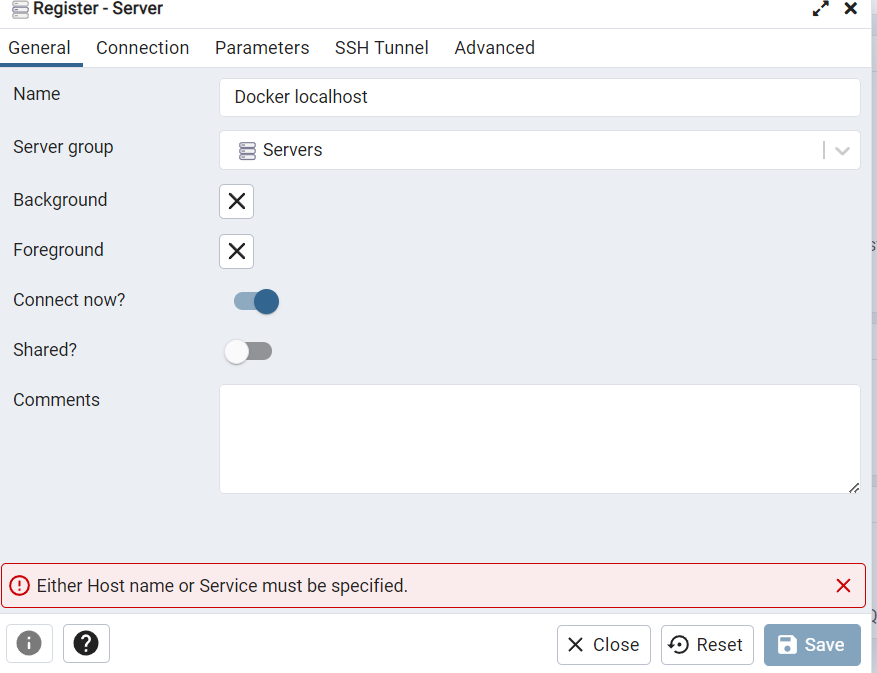 Register - Server
General Connection Parameters SSH Tunnel Advanced
Name Docker localhost
Server group Servers
Background
Foreground
Connect now?
Shared?
Comments
Either Host name or Service must be specified.
Close Reset Save